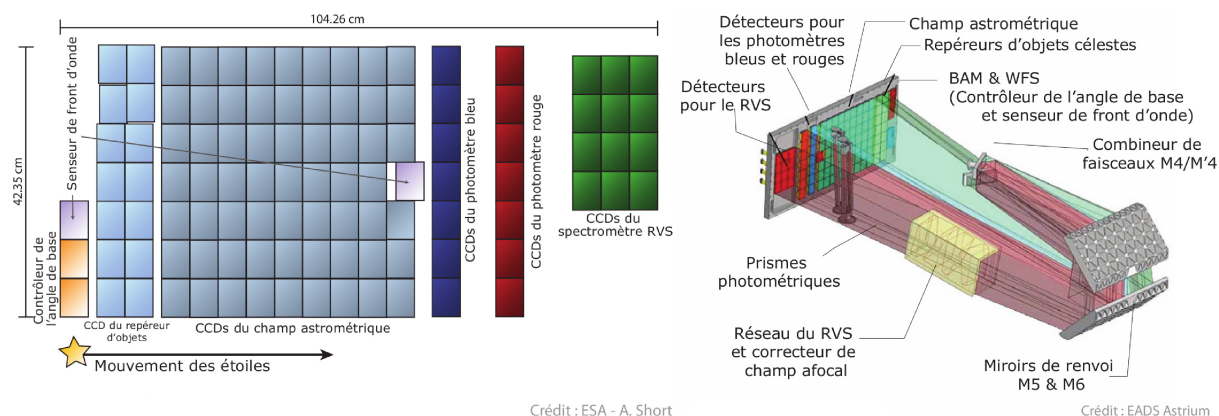 104.26 cm
42.35 cm
Senseur de front d'onde
Contrôleur de
l'angle de base
CCD du repéreur
d'objets
CCDs du champ astrométrique
CCDs du photomètre bleu
CCDs du photomètre rouge
CCDs du
spectromètre RVS
Mouvement des étoiles
Crédit : ESA - A. Short
Détecteurs pour
les photomètres
bleus et rouges
Champ astrométrique
Repéreurs d'objets célestes
Détecteurs
pour le RVS
BAM & WFS
(Contrôleur de l'angle de base
et senseur de front d'onde)
Combineur de
faisceaux M4/M'4
Prismes
photométriques
Réseau du RVS
et correcteur de
champ afocal
Miroirs de renvoi
M5 & M6
Crédit : EADS Astrium